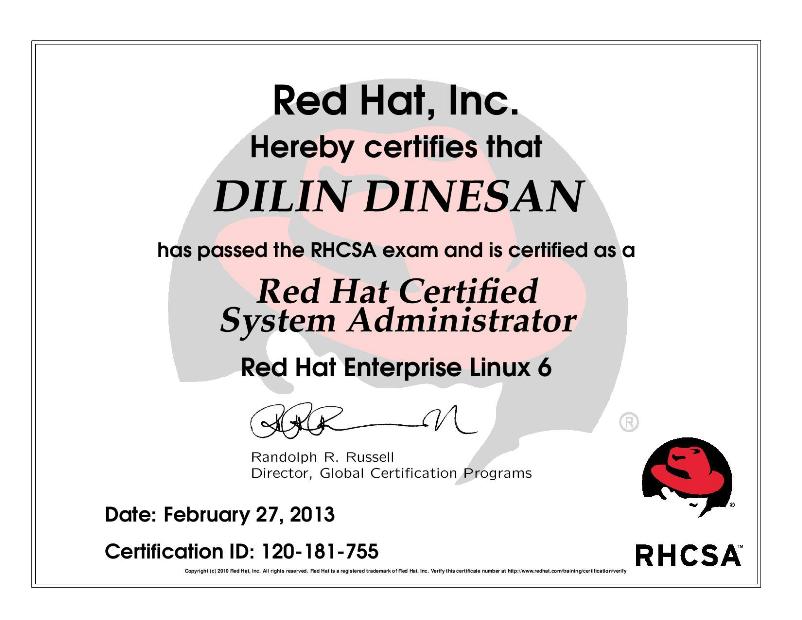 Red Hat, Inc.
Hereby certifies that
DILIN DINESAN
has passed the RHCSA exam and is certified as a
Red Hat Certified
System Administrator
Red Hat Enterprise Linux 6
Randolph R. Russell
Director, Global Certification Programs
®
Date: February 27, 2013
®
Certification ID: 120-181-755
RHCSA™
Copyright (c) 2010 Red Hat, Inc. All rights reserved. Red Hat is a registered trademark of Red Hat, Inc. Verify this certificate number at http://www.redhat.com/training/certification/verify